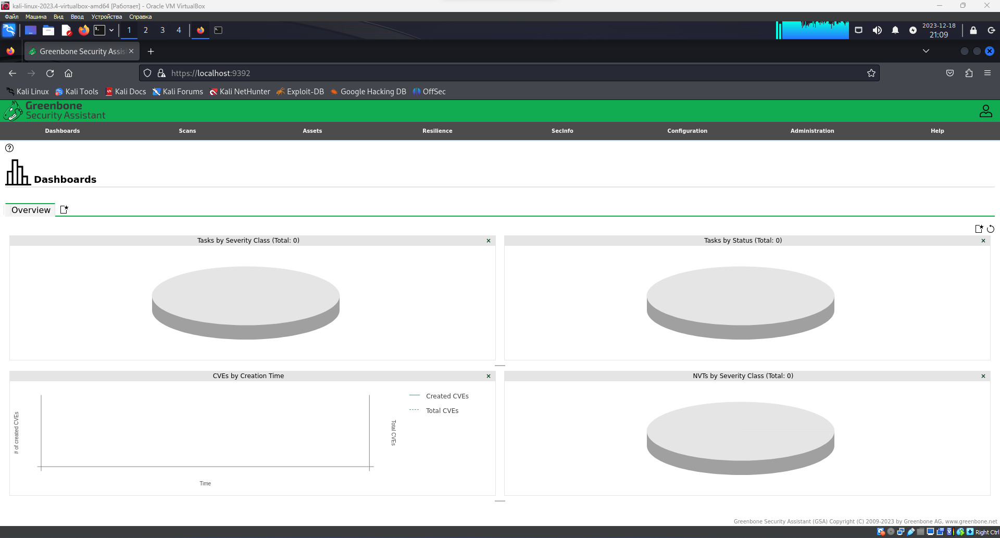 kali-linux-2023.4-virtualbox-amd64 [Работает] - Oracle VM VirtualBox
Файл Машина Вид Ввод Устройства Справка
1 2 3 4
2023-12-18
21:09
Greenbone Security Assis
https://localhost:9392
Kali Linux Kali Tools Kali Docs Kali Forums Kali NetHunter Exploit-DB Google Hacking DB OffSec
Greenbone
Security Assistant
Dashboards Scans Assets Resilience SecInfo Configuration Administration Help
Dashboards
Overview
Tasks by Severity Class (Total: 0)
Tasks by Status (Total: 0)
CVEs by Creation Time
# of created CVEs
Time
Total CVEs
Created CVEs
Total CVEs
NVTs by Severity Class (Total: 0)
Greenbone Security Assistant (GSA) Copyright (C) 2009-2023 by Greenbone AG, www.greenbone.net
Right Ctrl